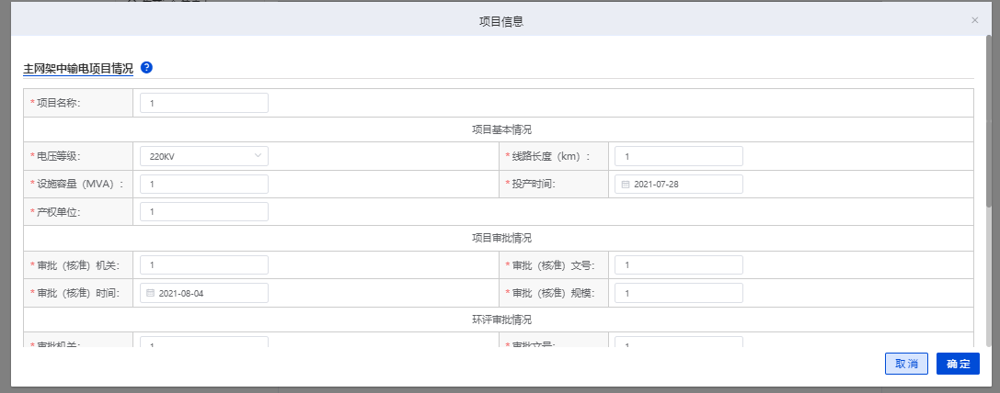 项目信息
主网架中输电项目情况 ?
* 项目名称: 1
项目基本情况
* 电压等级: 220KV * 线路长度（km）: 1
* 设施容量（MVA）: 1 * 投产时间: 2021-07-28
* 产权单位: 1
项目审批情况
* 审批（核准）机关: 1 * 审批（核准）文号: 1
* 审批（核准）时间: 2021-08-04 * 审批（核准）规模: 1
环评审批情况
* 审批机关: 1 * 审批文号: 1
取消 确定